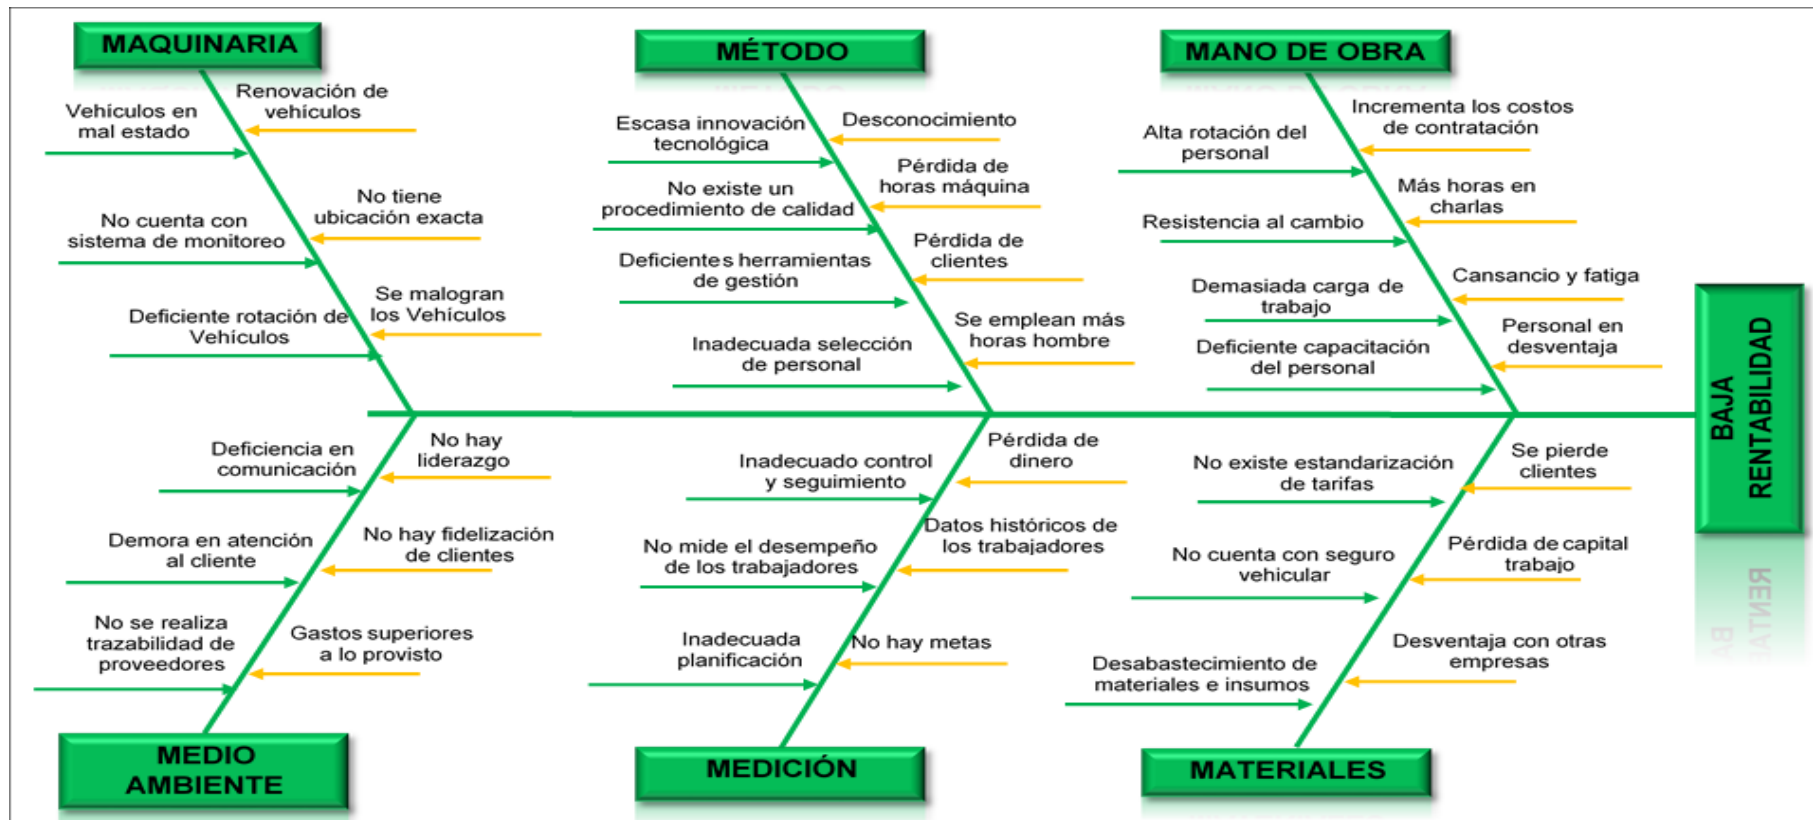 MAQUINARIA
MÉTODO
MANO DE OBRA
Vehículos en
mal estado
Renovación de
vehículos
No cuenta con
sistema de monitoreo
No tiene
ubicación exacta
Deficiente rotación de
Vehículos
Se malogran
los Vehículos
Escasa innovación
tecnológica
Desconocimiento
No existe un
procedimiento de calidad
Pérdida de
horas máquina
Deficientes herramientas
de gestión
Pérdida de
clientes
Inadecuada selección
de personal
Se emplean más
horas hombre
Alta rotación del
personal
Incrementa los costos
de contratación
Resistencia al cambio
Más horas en
charlas
Demasiada carga de
trabajo
Cansancio y fatiga
Deficiente capacitación
del personal
Personal en
desventaja
BAJA
RENTABILIDAD
Deficiencia en
comunicación
No hay
liderazgo
Demora en atención
al cliente
No hay fidelización
de clientes
No se realiza
trazabilidad de
proveedores
Gastos superiores
a lo provisto
Inadecuado control
y seguimiento
Pérdida de
dinero
No mide el desempeño
de los trabajadores
Datos históricos de
los trabajadores
Inadecuada
planificación
No hay metas
No existe estandarización
de tarifas
Se pierde
clientes
No cuenta con seguro
vehicular
Pérdida de capital
trabajo
Desabastecimiento de
materiales e insumos
Desventaja con otras
empresas
MEDIO
AMBIENTE
MEDICIÓN
MATERIALES